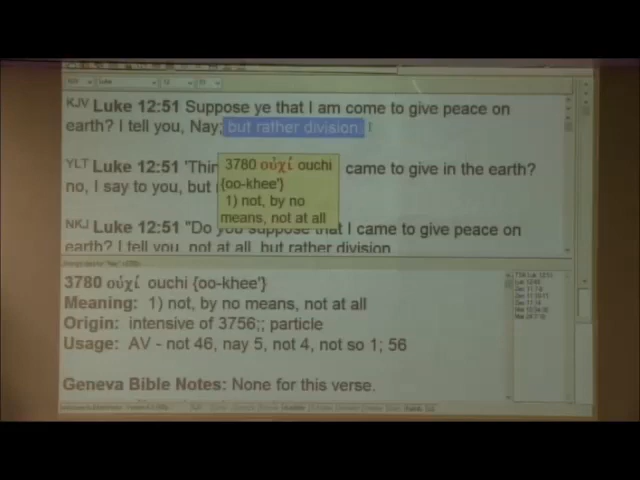 KJV Luke 12:51 Suppose ye that I am come to give peace on
earth? I tell you, Nay; but rather division.
YLT Luke 12:51 'Thin came to give in the earth?
no, I say to you, but
NKJ Luke 12:51 "Do you suppose that I came to give peace on
earth? I tell you, not at all, but rather division
3780 οὐχί ouchi
{oo-khee'}
1) not, by no
means, not at all
3780 οὐχί ouchi {oo-khee'}
Meaning: 1) not, by no means, not at all
Origin: intensive of 3756;; particle
Usage: AV - not 46, nay 5, not 4, not so 1; 56
Geneva Bible Notes: None for this verse.